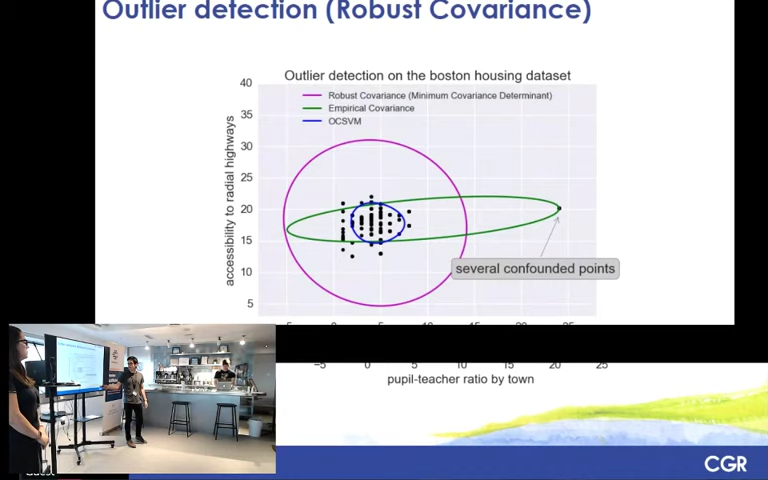 Outlier detection (Robust Covariance)
Outlier detection on the boston housing dataset
Robust Covariance (Minimum Covariance Determinant)
Empirical Covariance
OCSVM
40
35
30
25
20
15
10
5
accessibility to radial highways
several confounded points
−5 0 5 10 15 20 25
pupil-teacher ratio by town
CGR